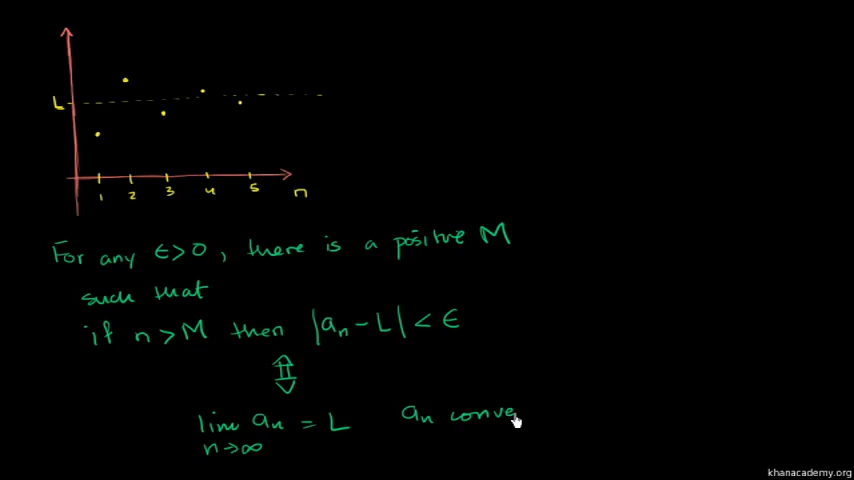 L
1 2 3 4 5 n
For any ϵ>0, there is a positive M
such that
if n>M then |aₙ-L| < ϵ
⇕
lim aₙ = L aₙ conve
n→∞
khanacademy.org